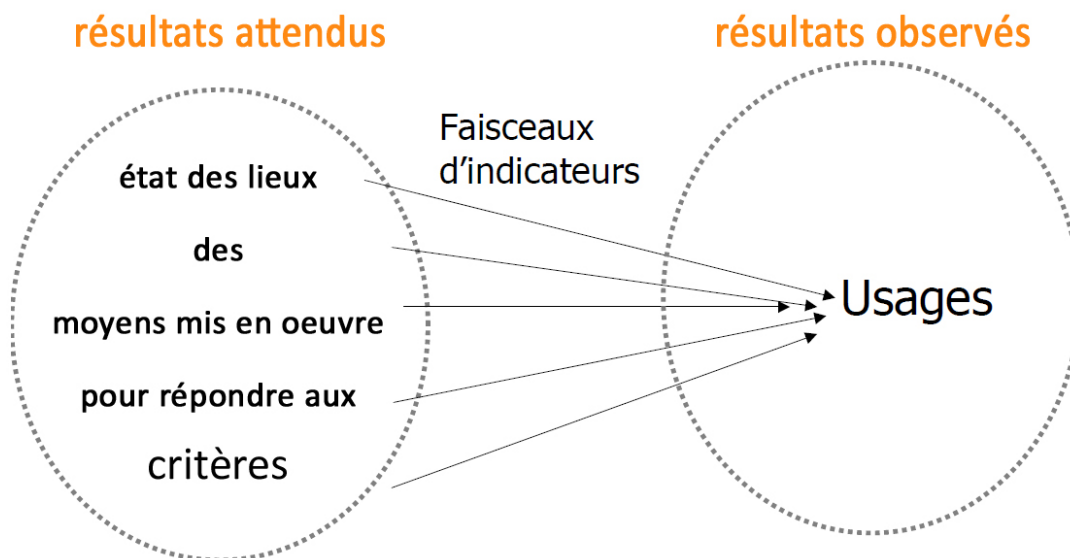 résultats attendus
résultats observés
Faisceaux
d'indicateurs
état des lieux
des
moyens mis en oeuvre
pour répondre aux
critères
Usages